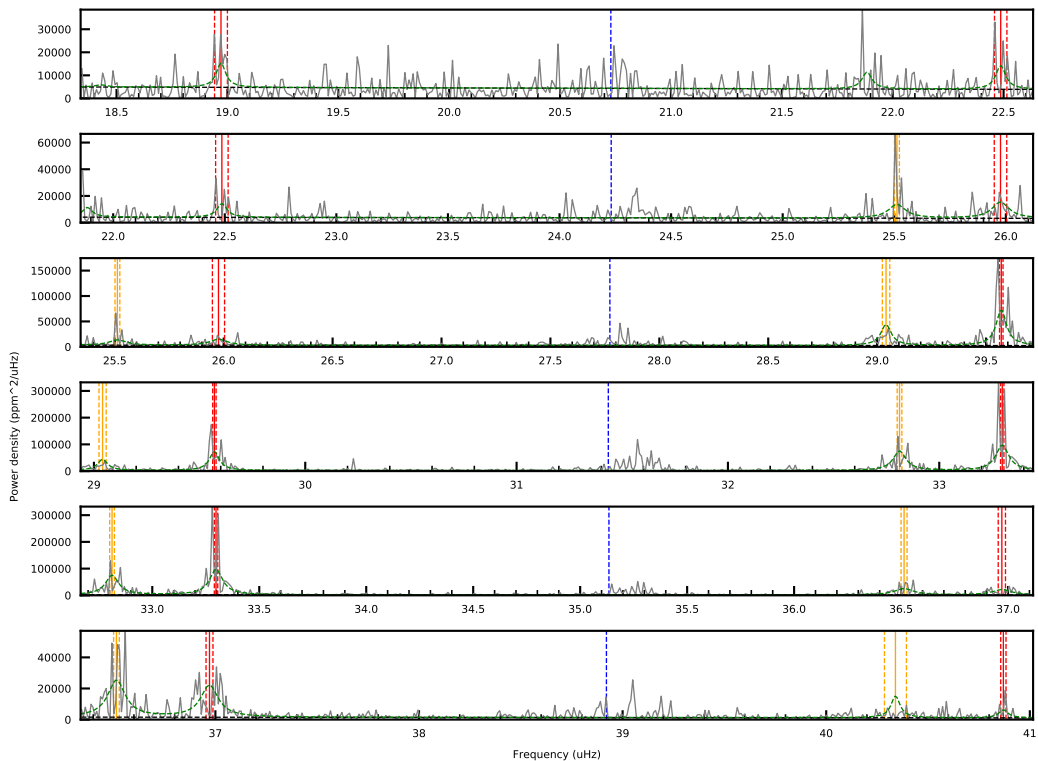 30000
20000
10000
0
18.5 19.0 19.5 20.0 20.5 21.0 21.5 22.0 22.5
60000
40000
20000
0
22.0 22.5 23.0 23.5 24.0 24.5 25.0 25.5 26.0
150000
100000
50000
0
25.5 26.0 26.5 27.0 27.5 28.0 28.5 29.0 29.5
Power density (ppm^2/uHz)
300000
200000
100000
0
29 30 31 32 33
300000
200000
100000
0
33.0 33.5 34.0 34.5 35.0 35.5 36.0 36.5 37.0
40000
20000
0
37 38 39 40 41
Frequency (uHz)